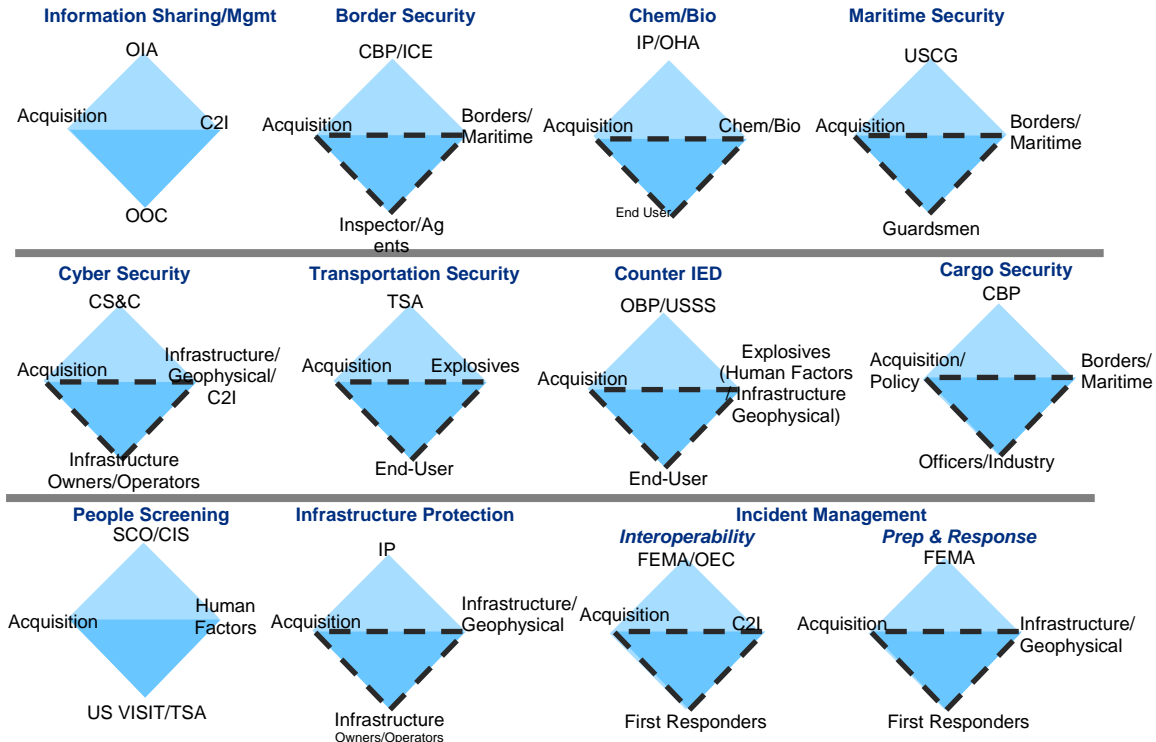 Information Sharing/Mgmt
OIA
Acquisition
C2I
OOC
Border Security
CBP/ICE
Acquisition
Borders/
Maritime
Inspector/Ag
ents
Chem/Bio
IP/OHA
Acquisition
Chem/Bio
End User
Maritime Security
USCG
Acquisition
Borders/
Maritime
Guardsmen
Cyber Security
CS&C
Acquisition
Infrastructure/
Geophysical/
C2I
Infrastructure
Owners/Operators
Transportation Security
TSA
Acquisition
Explosives
End-User
Counter IED
OBP/USSS
Acquisition
Explosives
(Human Factors
/ Infrastructure
Geophysical)
End-User
Cargo Security
CBP
Acquisition/
Policy
Borders/
Maritime
Officers/Industry
People Screening
SCO/CIS
Acquisition
Human
Factors
US VISIT/TSA
Infrastructure Protection
IP
Acquisition
Infrastructure/
Geophysical
Infrastructure
Owners/Operators
Incident Management
Interoperability
FEMA/OEC
Acquisition
C2I
First Responders
Prep & Response
FEMA
Acquisition
Infrastructure/
Geophysical
First Responders